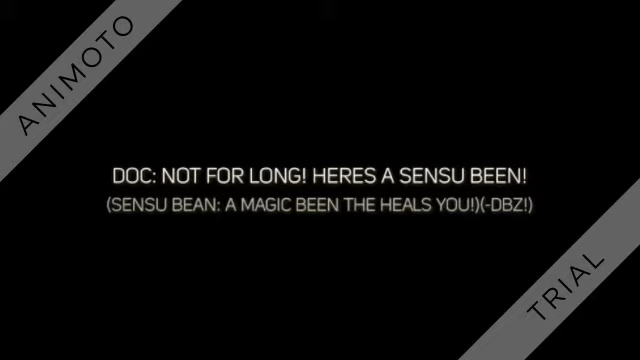 ANIMOTO
DOC: NOT FOR LONG! HERES A SENSU BEEN!
(SENSU BEAN: A MAGIC BEEN THE HEALS YOU!)(-DBZ!)
TRIAL